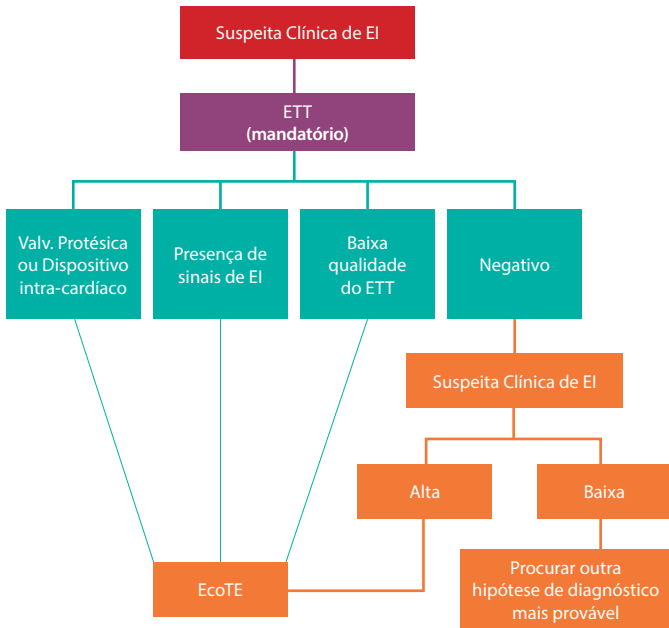 Suspeita Clínica de EI
ETT
(mandatório)
Valv. Protésica
ou Dispositivo
intra-cardíaco
Presença de
sinais de EI
Baixa
qualidade
do ETT
Negativo
Suspeita Clínica de EI
Alta
Baixa
EcoTE
Procurar outra
hipótese de diagnóstico
mais provável